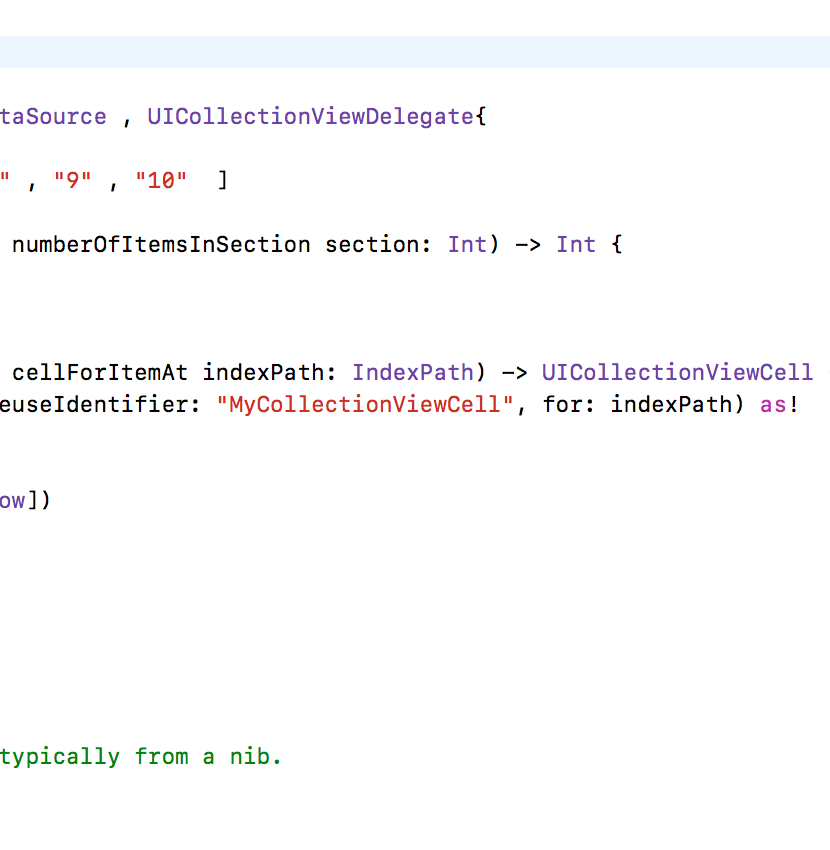 taSource , UICollectionViewDelegate{
" , "9" , "10"  ]
numberOfItemsInSection section: Int) -> Int {
cellForItemAt indexPath: IndexPath) -> UICollectionViewCell
euseIdentifier: "MyCollectionViewCell", for: indexPath) as!
ow])
typically from a nib.